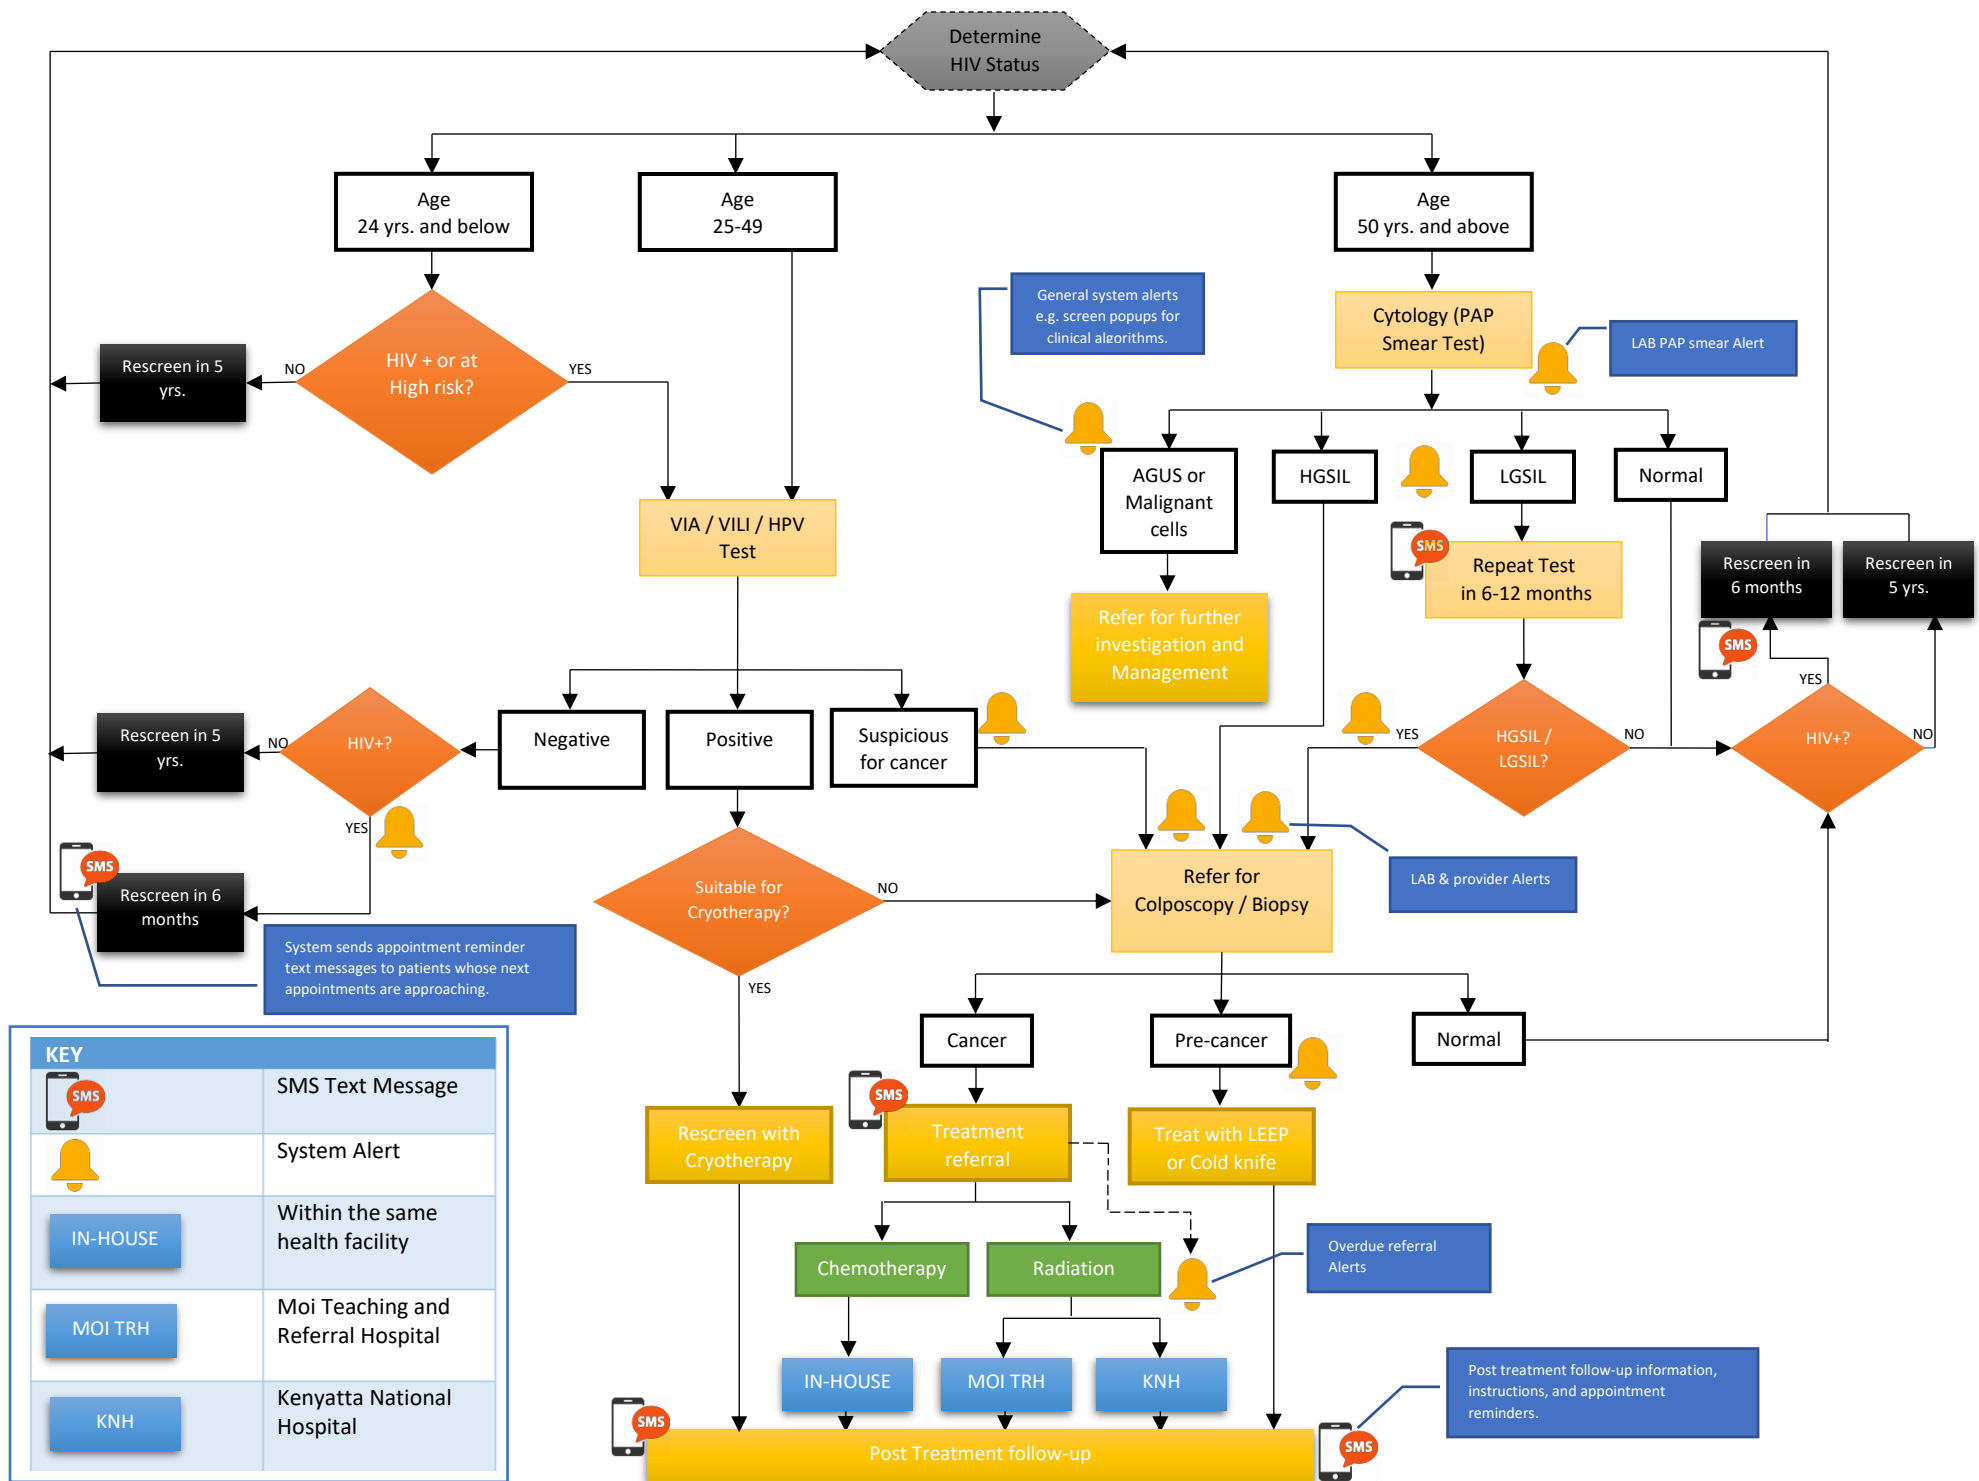 Determine
HIV Status
Age
24 yrs. and below
Age
25-49
Age
50 yrs. and above
General system alerts
e.g. screen popups for
clinical algorithms.
Cytology (PAP
Smear Test)
LAB PAP smear Alert
Rescreen in 5
yrs.
NO
HIV + or at
High risk?
YES
AGUS or
Malignant
cells
HGSIL
LGSIL
Normal
VIA / VILI / HPV
Test
SMS
Repeat Test
in 6-12 months
Rescreen in
6 months
Rescreen in
5 yrs.
Refer for further
investigation and
Management
SMS
YES
Rescreen in 5
yrs.
NO
HIV+?
Negative
Positive
Suspicious
for cancer
YES
HGSIL /
LGSIL?
NO
HIV+?
NO
YES
SMS
Rescreen in 6
months
Suitable for
Cryotherapy?
NO
Refer for
Colposcopy / Biopsy
LAB & provider Alerts
System sends appointment reminder
text messages to patients whose next
appointments are approaching.
YES
Cancer
Pre-cancer
Normal
KEY
SMS
SMS Text Message
System Alert
IN-HOUSE
Within the same
health facility
MOI TRH
Moi Teaching and
Referral Hospital
KNH
Kenyatta National
Hospital
SMS
Rescreen with
Cryotherapy
Treatment
referral
Treat with LEEP
or Cold knife
Chemotherapy
Radiation
Overdue referral
Alerts
IN-HOUSE
MOI TRH
KNH
Post treatment follow-up information,
instructions, and appointment
reminders.
SMS
Post Treatment follow-up
SMS